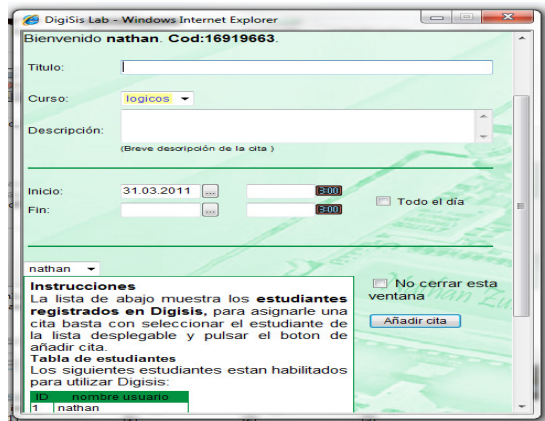 DigiSis Lab - Windows Internet Explorer
Bienvenido nathan. Cod:16919663.
Titulo:
Curso: logicos
Descripción:
(Breve descripción de la cita )
Inicio: 31.03.2011 ... 8:00
Todo el día
Fin: ... 8:00
nathan
Instrucciones
La lista de abajo muestra los estudiantes
registrados en Digisis, para asignarle una
cita basta con seleccionar el estudiante de
la lista desplegable y pulsar el boton de
añadir cita.
Tabla de estudiantes
Los siguientes estudiantes estan habilitados
para utilizar Digisis:
ID nombre usuario
1 nathan
No cerrar esta
ventana
Añadir cita